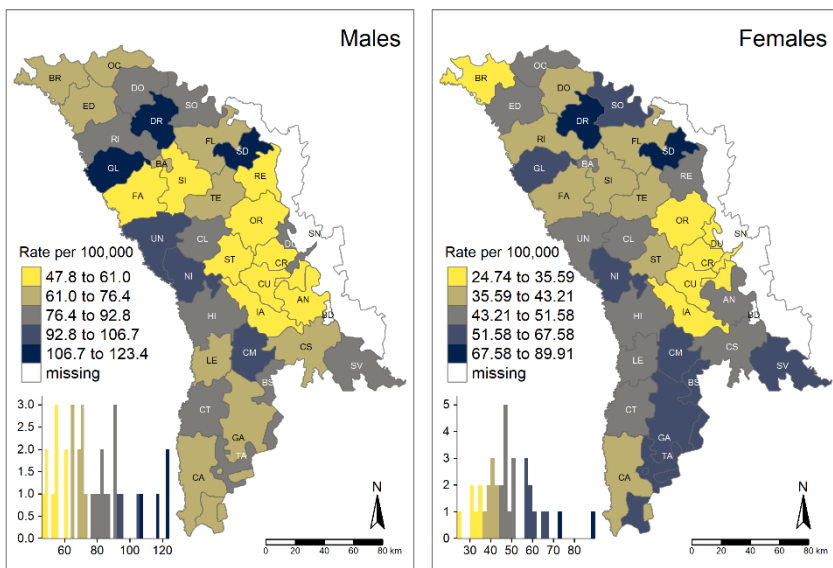 Males
OC
BR
DO
ED
SO
DR
RI
FL
SD
GL
BA
SI
RE
FA
TE
OR
UN
CL
DU
SN
ST
CR
NI
CU
AN
IA
BD
HI
CS
LE
CM
SV
BS
CT
GA
TA
CA
Rate per 100,000
47.8 to 61.0
61.0 to 76.4
76.4 to 92.8
92.8 to 106.7
106.7 to 123.4
missing
3.0
2.5
2.0
1.5
1.0
0.5
0.0
60 80 100 120
N
0 20 40 60 80 km
Females
OC
BR
DO
ED
SO
DR
RI
FL
SD
GL
BA
SI
RE
FA
TE
OR
UN
CL
DU
SN
ST
CR
NI
CU
AN
IA
BD
HI
CS
LE
CM
SV
BS
CT
GA
TA
CA
Rate per 100,000
24.74 to 35.59
35.59 to 43.21
43.21 to 51.58
51.58 to 67.58
67.58 to 89.91
missing
5
4
3
2
1
0
30 40 50 60 70 80
N
0 20 40 60 80 km